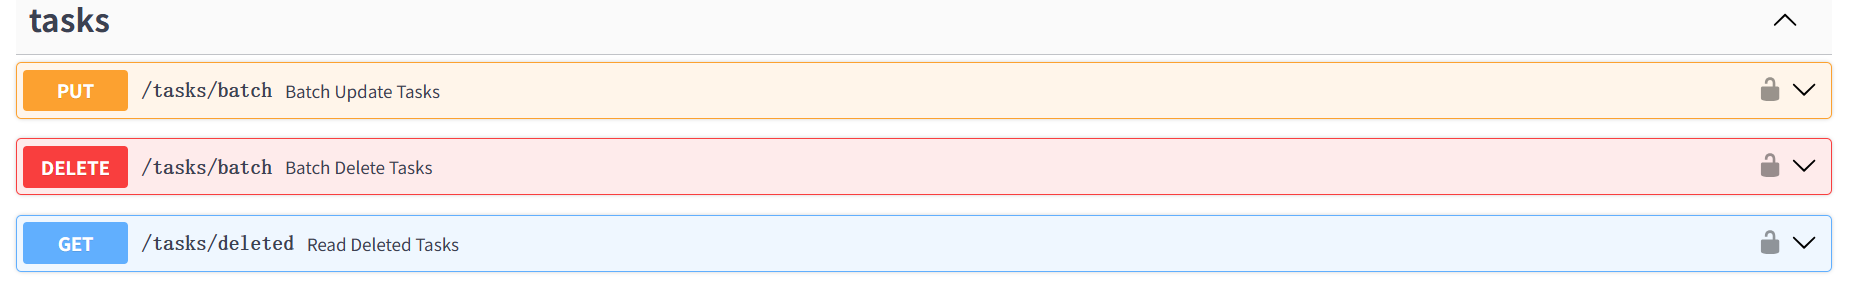 tasks
PUT /tasks/batch Batch Update Tasks
DELETE /tasks/batch Batch Delete Tasks
GET /tasks/deleted Read Deleted Tasks